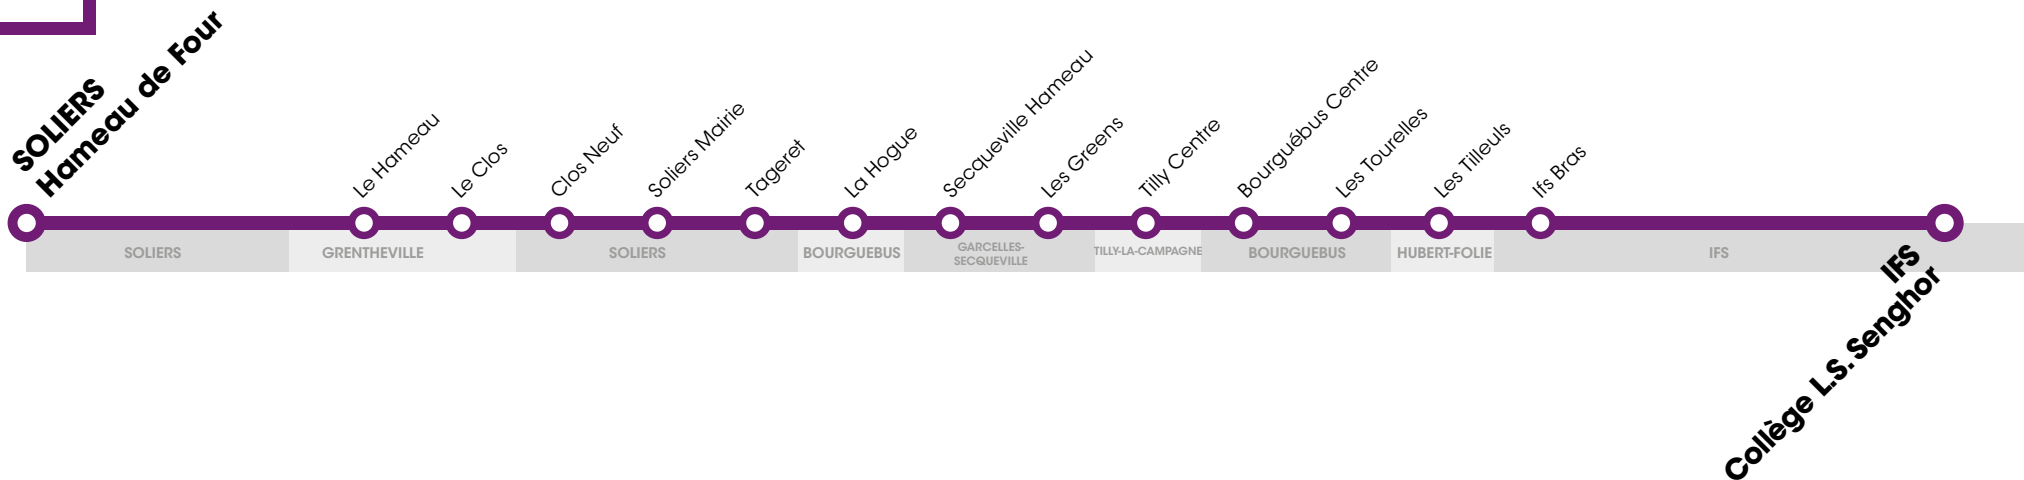 SOLIERS
Hameau de Four
Le Hameau
Le Clos
Clos Neuf
Soliers Mairie
Tageret
La Hogue
Secqueville Hameau
Les Greens
Tilly Centre
Bourguébus Centre
Les Tourelles
Les Tilleuls
Ifs Bras
SOLIERS
GRENTHEVILLE
SOLIERS
BOURGUEBUS
GARCELLES-
SECQUEVILLE
TILLY-LA-CAMPAGNE
BOURGUEBUS
HUBERT-FOLIE
IFS
IFS
Collège L.S. Senghor